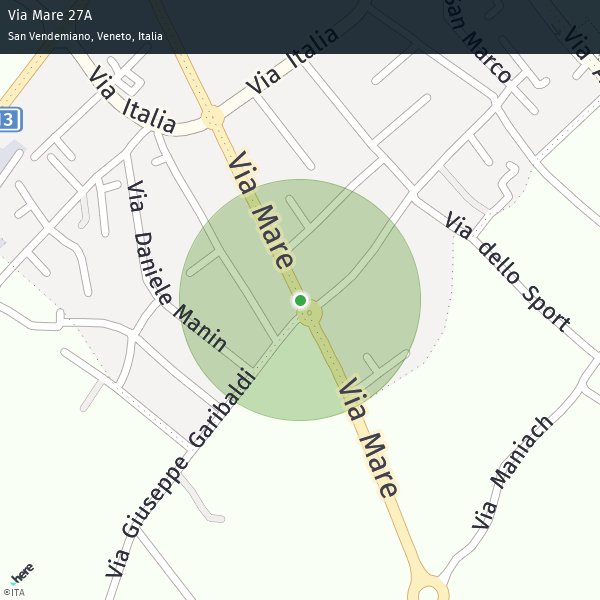 Via Mare 27A
San Vendemiano, Veneto, Italia
Via Italia
Via Italia
San Marco
Via A
13
Via Mare
Via Daniele Manin
Via dello Sport
Via Giuseppe Garibaldi
Via Mare
Via Maniach
here
©ITA